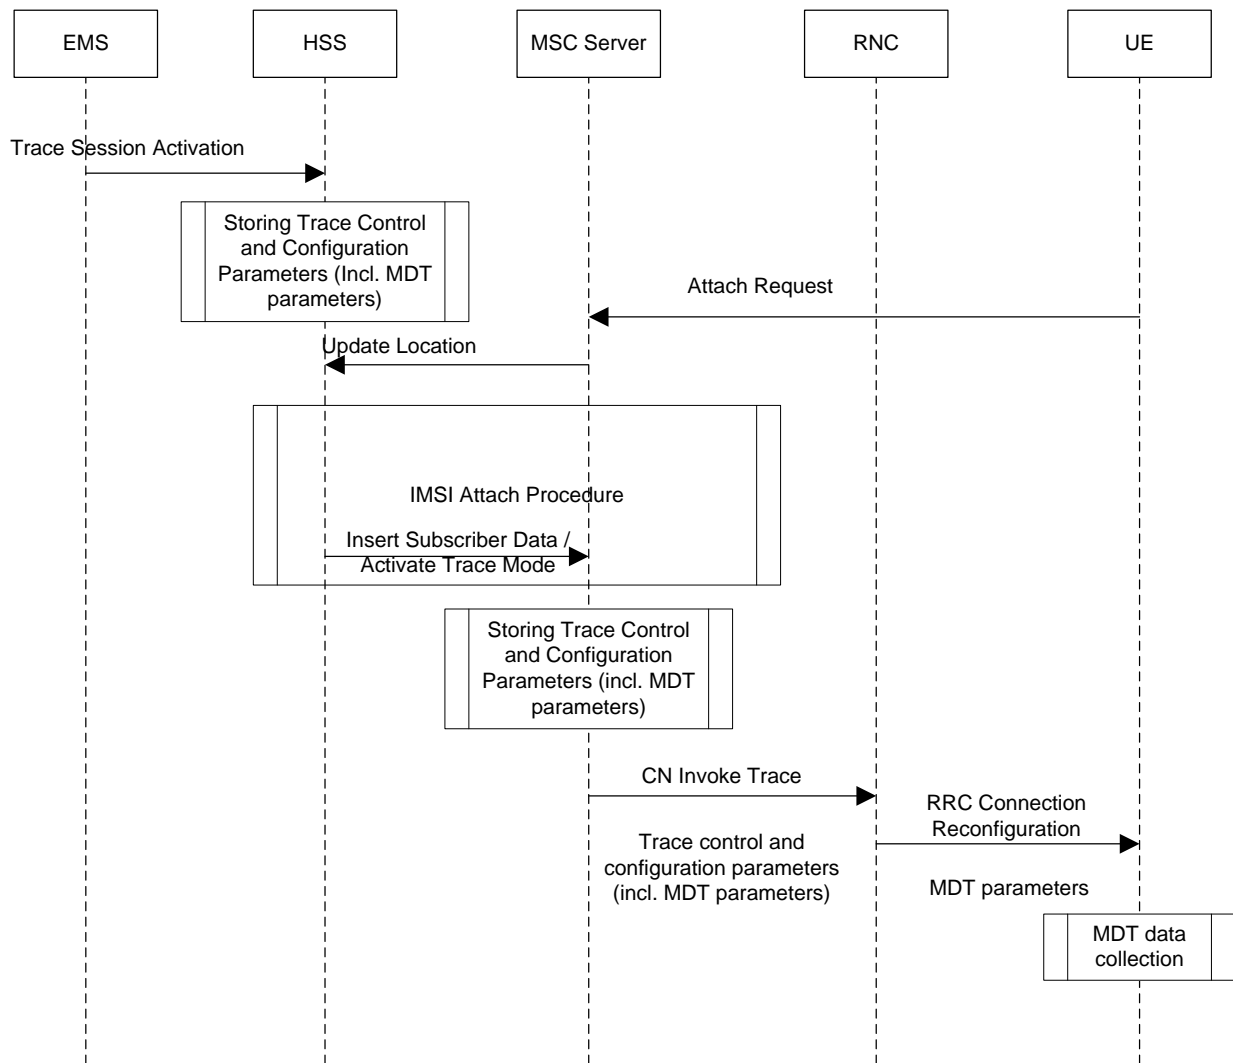 EMS
HSS
MSC Server
RNC
UE
Trace Session Activation
Storing Trace Control
and Configuration
Parameters (Incl. MDT
parameters)
Attach Request
Update Location
IMSI Attach Procedure
Insert Subscriber Data /
Activate Trace Mode
Storing Trace Control
and Configuration
Parameters (incl. MDT
parameters)
CN Invoke Trace
RRC Connection
Reconfiguration
Trace control and
configuration parameters
(incl. MDT parameters)
MDT parameters
MDT data
collection